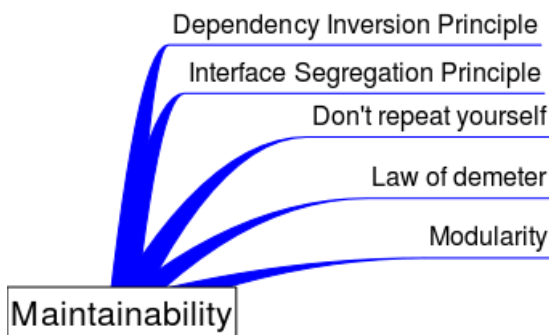 Dependency Inversion Principle
Interface Segregation Principle
Don't repeat yourself
Law of demeter
Modularity
Maintainability